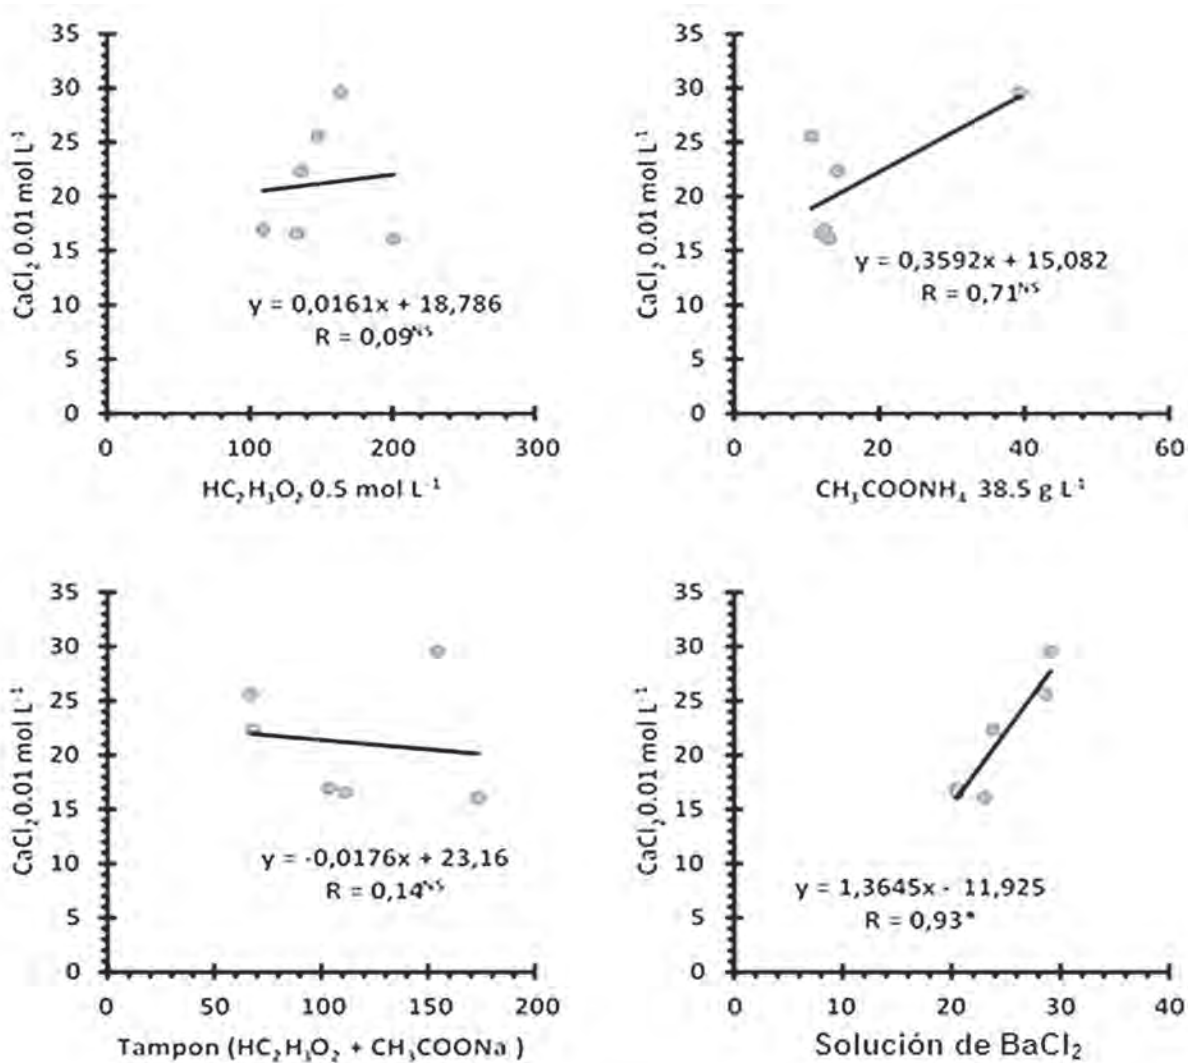 35
30
25
20
15
10
5
0
CaCl₂ 0.01 mol L⁻¹
y = 0,0161x + 18,786
R = 0,09ᴺˢ
0 100 200 300
HC₂H₃O₂ 0.5 mol L⁻¹
35
30
25
20
15
10
5
0
CaCl₂ 0.01 mol L⁻¹
y = 0,3592x + 15,082
R = 0,71ᴺˢ
0 20 40 60
CH₃COONH₄ 38.5 g L⁻¹
35
30
25
20
15
10
5
0
CaCl₂ 0.01 mol L⁻¹
y = -0,0176x + 23,16
R = 0,14ᴺˢ
0 50 100 150 200
Tampon (HC₂H₃O₂ + CH₃COONa )
35
30
25
20
15
10
5
0
CaCl₂ 0.01 mol L⁻¹
y = 1,3645x - 11,925
R = 0,93*
0 10 20 30 40
Solución de BaCl₂